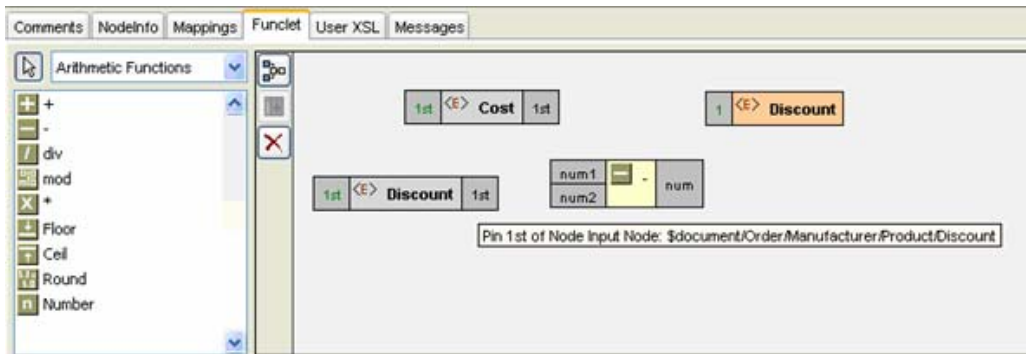 Comments NodeInfo Mappings Funclet User XSL Messages
Arithmetic Functions
+
-
div
mod
*
Floor
Ceil
Round
Number
1st <E> Cost 1st
1 <E> Discount
num1 - num
num2
1st <E> Discount 1st
Pin 1st of Node Input Node: $document/Order/Manufacturer/Product/Discount